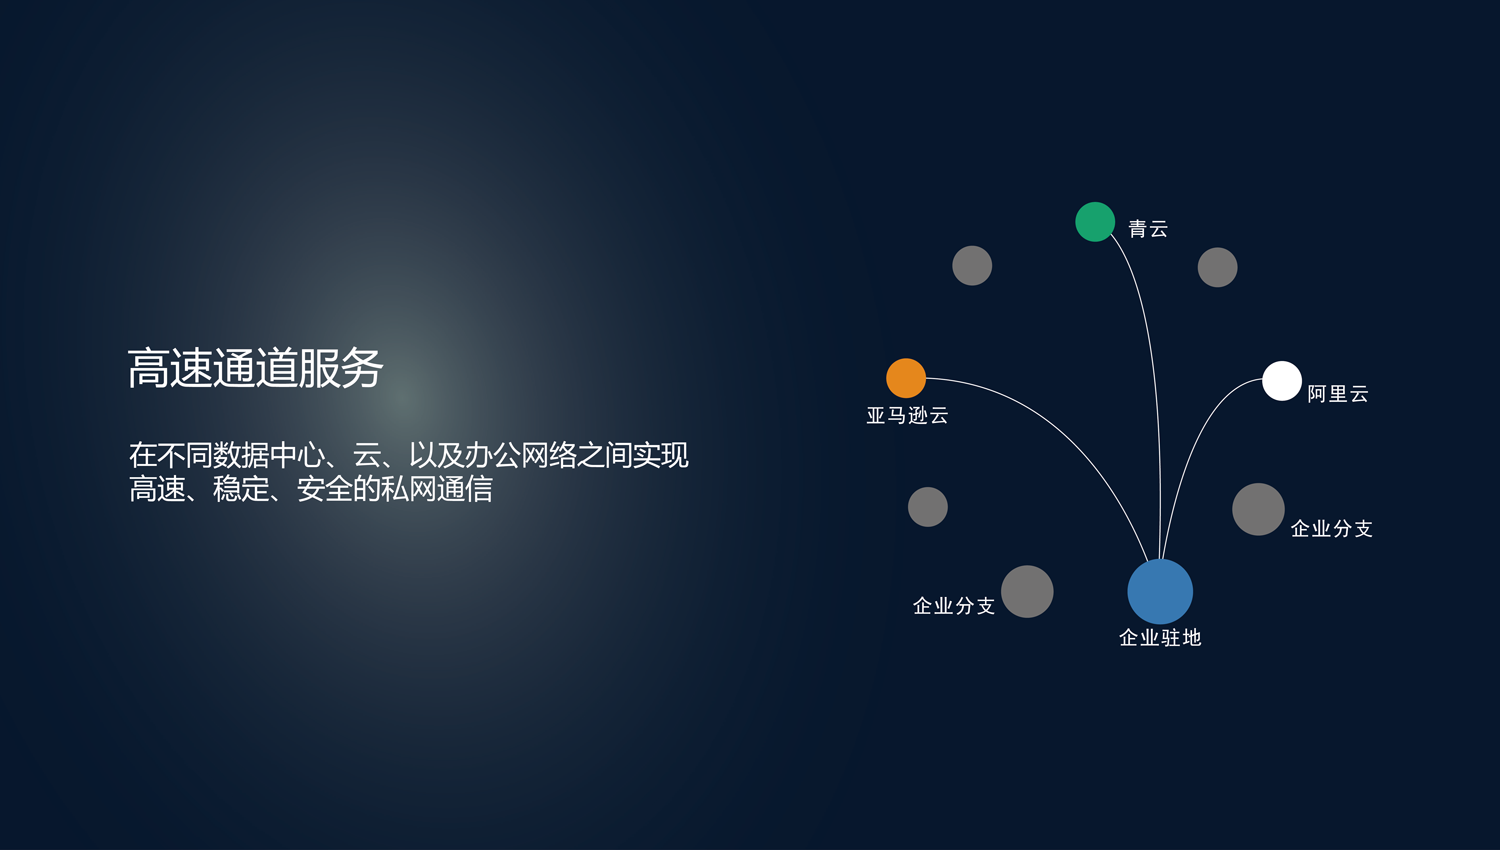 高速通道服务
在不同数据中心、云、以及办公网络之间实现
高速、稳定、安全的私网通信
青云
亚马逊云
阿里云
企业分支
企业分支
企业驻地